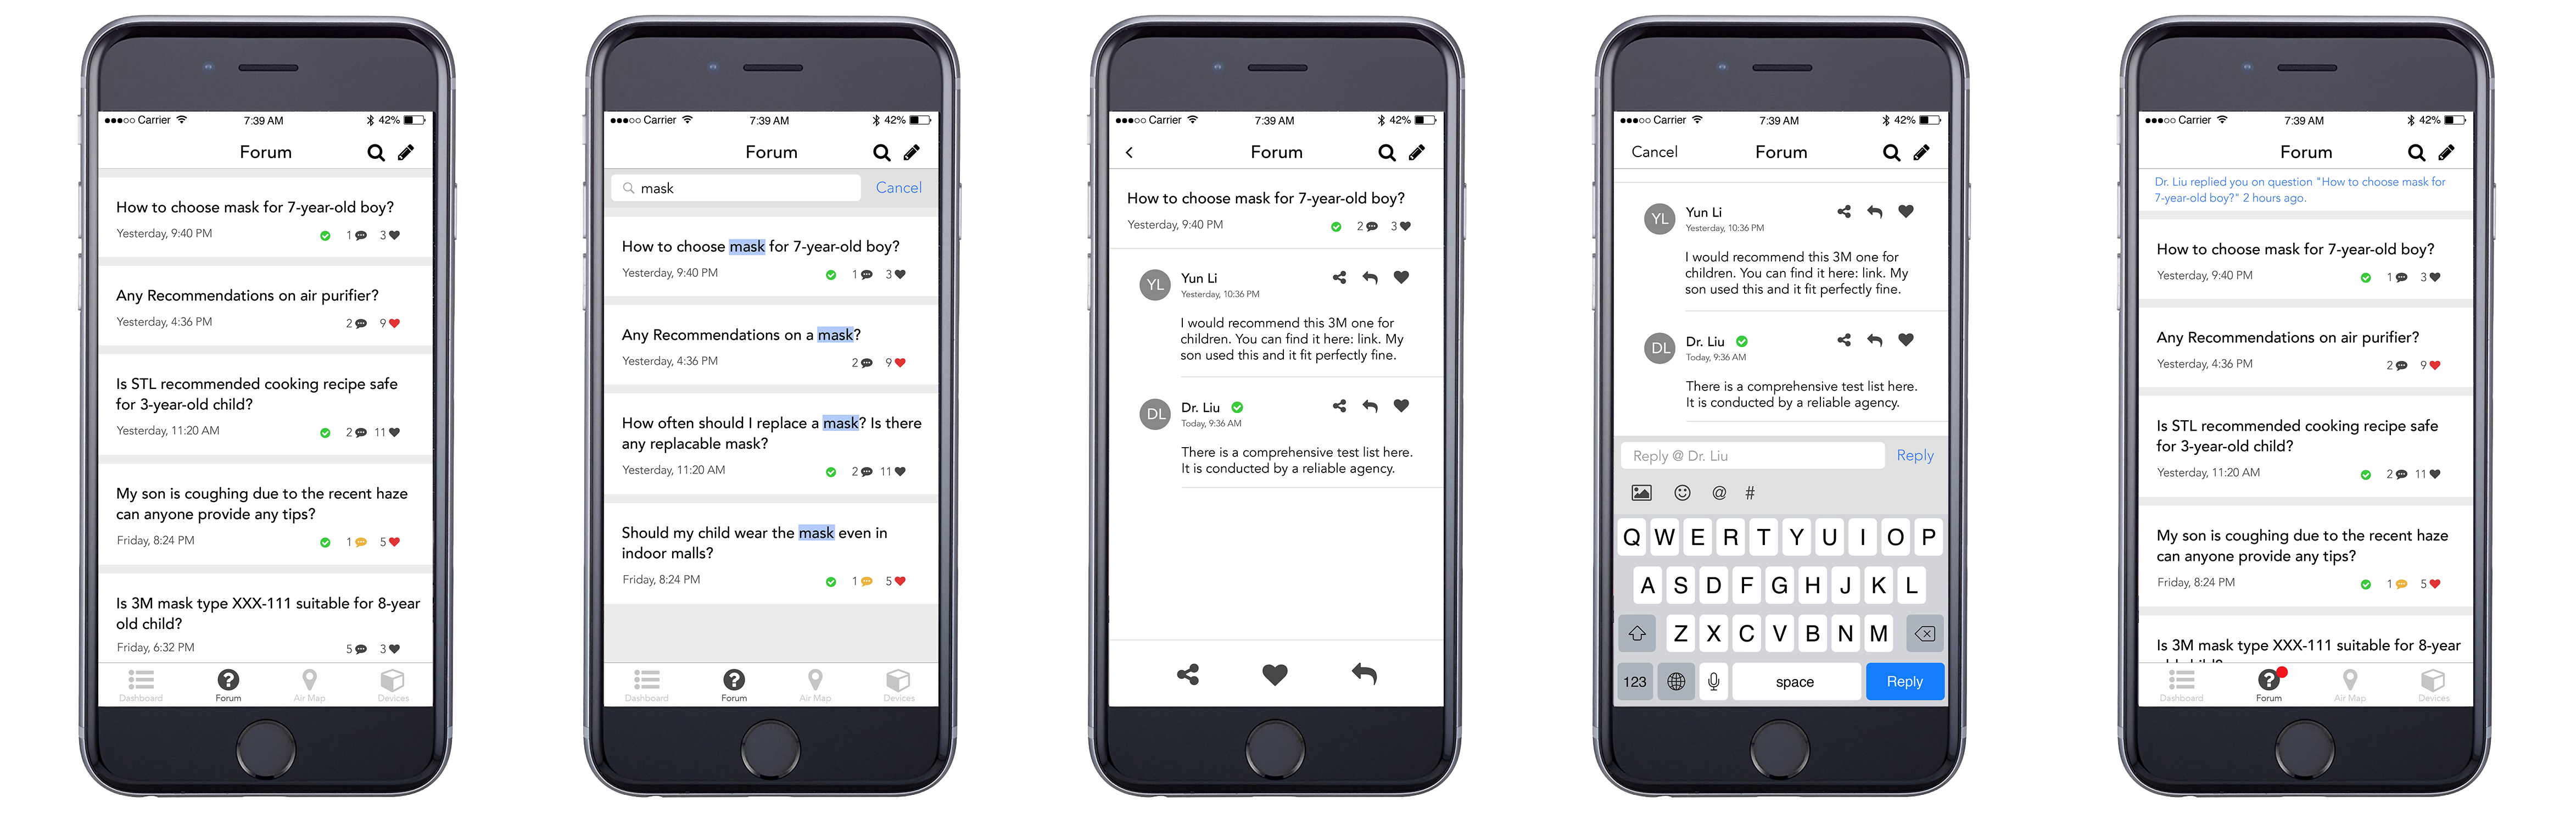 Carrier 7:39 AM 42%
Forum
How to choose mask for 7-year-old boy?
Yesterday, 9:40 PM 1 3
Any Recommendations on air purifier?
Yesterday, 4:36 PM 2 9
Is STL recommended cooking recipe safe
for 3-year-old child?
Yesterday, 11:20 AM 2 11
My son is coughing due to the recent haze
can anyone provide any tips?
Friday, 8:24 PM 1 5
Is 3M mask type XXX-111 suitable for 8-year
old child?
Friday, 6:32 PM 5 3
Dashboard Forum Air Map Devices
Carrier 7:39 AM 42%
Forum
mask Cancel
How to choose mask for 7-year-old boy?
Yesterday, 9:40 PM 1 3
Any Recommendations on a mask?
Yesterday, 4:36 PM 2 9
How often should I replace a mask? Is there
any replacable mask?
Yesterday, 11:20 AM 2 11
Should my child wear the mask even in
indoor malls?
Friday, 8:24 PM 1 5
Dashboard Forum Air Map Devices
Carrier 7:39 AM 42%
Forum
How to choose mask for 7-year-old boy?
Yesterday, 9:40 PM 2 3
YL Yun Li
Yesterday, 10:36 PM
I would recommend this 3M one for
children. You can find it here: link. My
son used this and it fit perfectly fine.
DL Dr. Liu
Today, 9:36 AM
There is a comprehensive test list here.
It is conducted by a reliable agency.
Carrier 7:39 AM 42%
Cancel Forum
YL Yun Li
Yesterday, 10:36 PM
I would recommend this 3M one for
children. You can find it here: link. My
son used this and it fit perfectly fine.
DL Dr. Liu
Today, 9:36 AM
There is a comprehensive test list here.
It is conducted by a reliable agency.
Reply @ Dr. Liu Reply
@ #
Q W E R T Y U I O P
A S D F G H J K L
Z X C V B N M
123 space Reply
Carrier 7:39 AM 42%
Forum
Dr. Liu replied you on question "How to choose mask for
7-year-old boy?" 2 hours ago.
How to choose mask for 7-year-old boy?
Yesterday, 9:40 PM 1 3
Any Recommendations on air purifier?
Yesterday, 4:36 PM 2 9
Is STL recommended cooking recipe safe
for 3-year-old child?
Yesterday, 11:20 AM 2 11
My son is coughing due to the recent haze
can anyone provide any tips?
Friday, 8:24 PM 1 5
Is 3M mask type XXX-111 suitable for 8-year
Dashboard Forum Air Map Devices